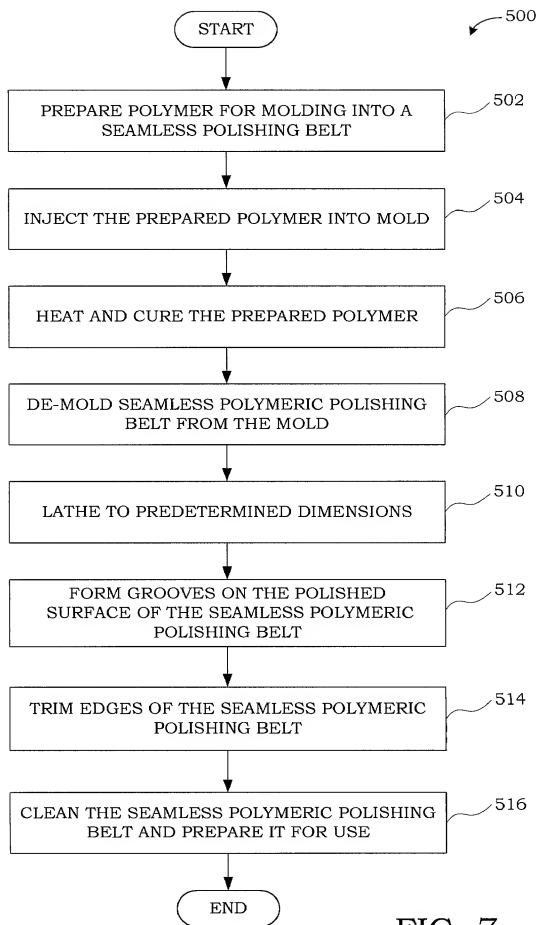 START
500
PREPARE POLYMER FOR MOLDING INTO A
SEAMLESS POLISHING BELT
502
INJECT THE PREPARED POLYMER INTO MOLD
504
HEAT AND CURE THE PREPARED POLYMER
506
DE-MOLD SEAMLESS POLYMERIC POLISHING
BELT FROM THE MOLD
508
LATHE TO PREDETERMINED DIMENSIONS
510
FORM GROOVES ON THE POLISHED
SURFACE OF THE SEAMLESS POLYMERIC
POLISHING BELT
512
TRIM EDGES OF THE SEAMLESS POLYMERIC
POLISHING BELT
514
CLEAN THE SEAMLESS POLYMERIC POLISHING
BELT AND PREPARE IT FOR USE
516
END
FIG. 7